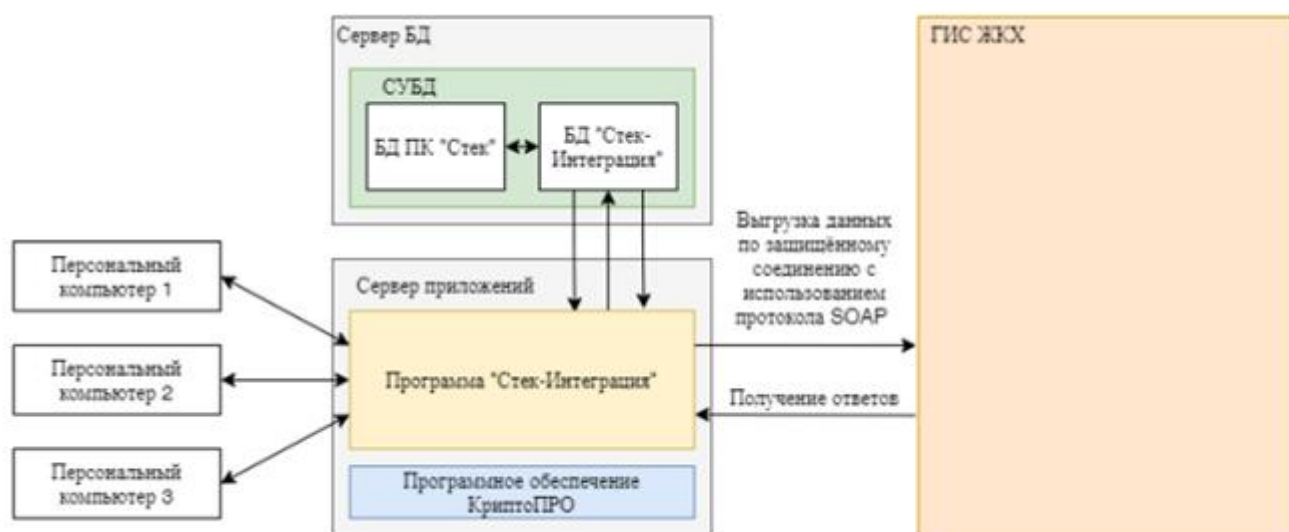 Сервер БД
СУБД
БД ПК "Стек"
БД "Стек-
Интеграция"
ГИС ЖКХ
Выгрузка данных
по защищённому
соединению с
использованием
протокола SOAP
Персональный
компьютер 1
Персональный
компьютер 2
Персональный
компьютер 3
Сервер приложений
Программа "Стек-Интеграция"
Получение ответов
Программное обеспечение
КриптоПРО